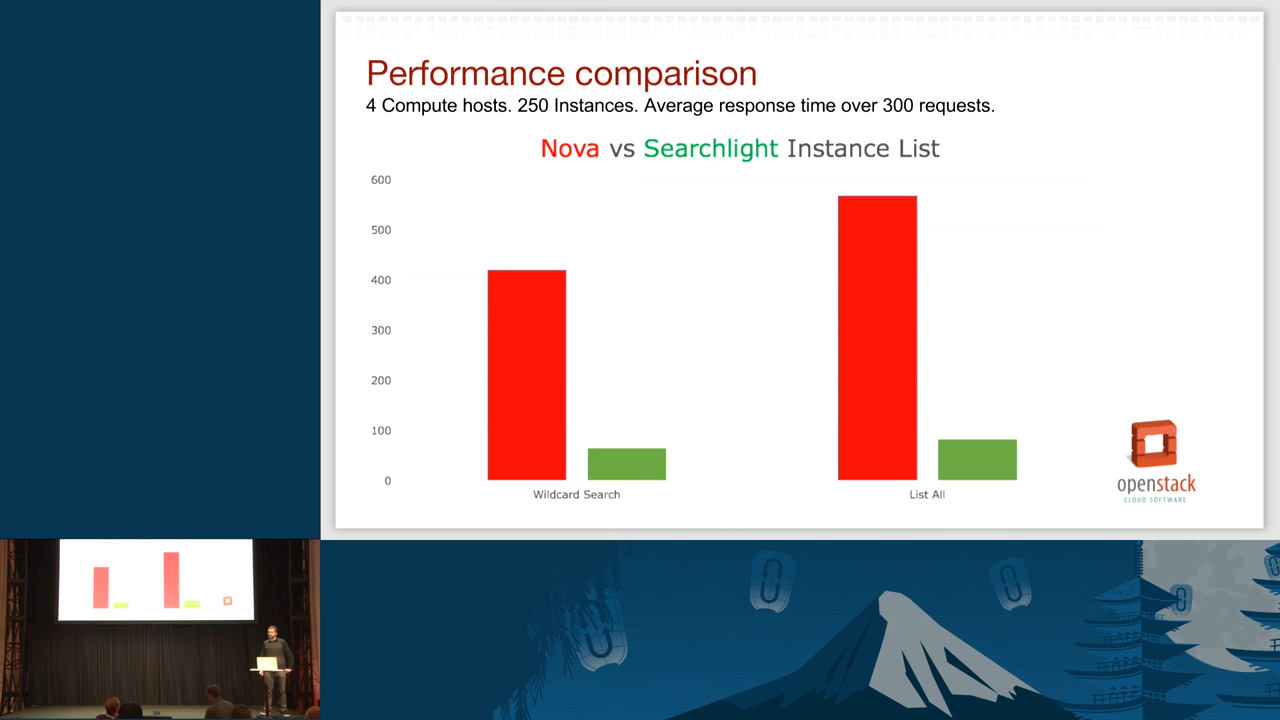 Performance comparison
4 Compute hosts. 250 Instances. Average response time over 300 requests.
Nova vs Searchlight Instance List
600
500
400
300
200
100
0
Wildcard Search
List All
openstack
CLOUD SOFTWARE